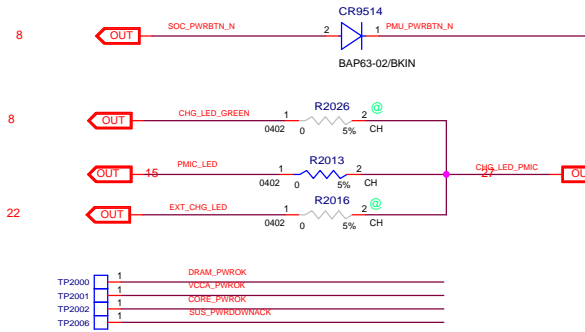 CR9514
8 OUT SOC_PWRBTN_N 2 1 PMU_PWRBTN_N
BAP63-02/BKIN
8 OUT CHG_LED_GREEN 1 R2026 2 @
0402 0 5% CH
OUT 15 PMIC_LED 1 R2013 2 CHG_LED_PMIC 27 OU
0402 0 5% CH
22 OUT EXT_CHG_LED 1 R2016 2 @
0402 0 5% CH
TP2000 1 DRAM_PWROK
TP2001 1 VCCA_PWROK
TP2002 1 CORE_PWROK
TP2006 1 SUS_PWRDOWNACK